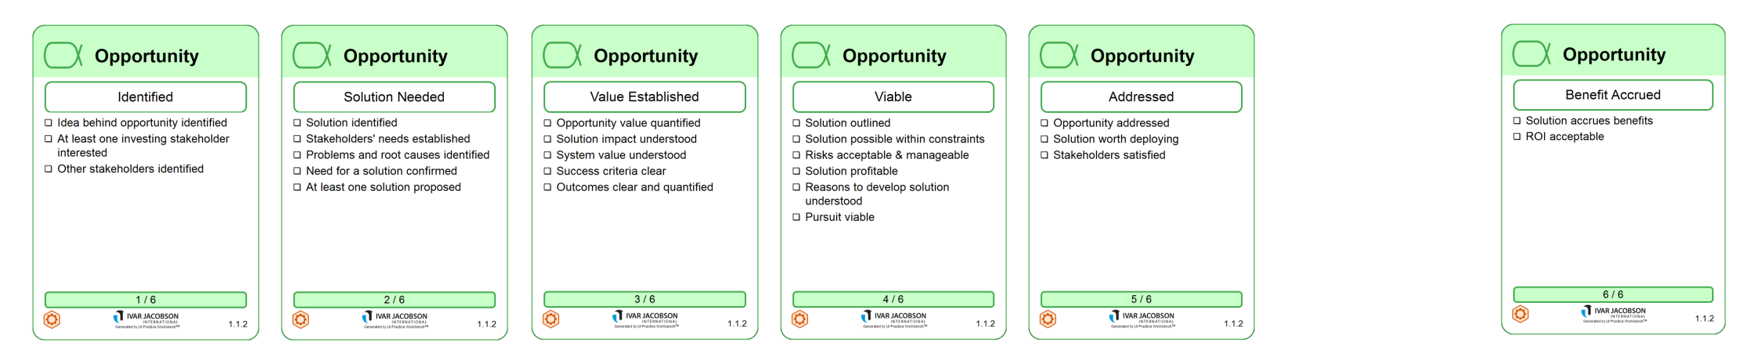 Opportunity
Identified
Idea behind opportunity identified
At least one investing stakeholder
interested
Other stakeholders identified
1 / 6
IVAR JACOBSON
INTERNATIONAL
Generated by IJI Practice Workbench™
1.1.2
Opportunity
Solution Needed
Solution identified
Stakeholders' needs established
Problems and root causes identified
Need for a solution confirmed
At least one solution proposed
2 / 6
IVAR JACOBSON
INTERNATIONAL
Generated by IJI Practice Workbench™
1.1.2
Opportunity
Value Established
Opportunity value quantified
Solution impact understood
System value understood
Success criteria clear
Outcomes clear and quantified
3 / 6
IVAR JACOBSON
INTERNATIONAL
Generated by IJI Practice Workbench™
1.1.2
Opportunity
Viable
Solution outlined
Solution possible within constraints
Risks acceptable & manageable
Solution profitable
Reasons to develop solution
understood
Pursuit viable
4 / 6
IVAR JACOBSON
INTERNATIONAL
Generated by IJI Practice Workbench™
1.1.2
Opportunity
Addressed
Opportunity addressed
Solution worth deploying
Stakeholders satisfied
5 / 6
IVAR JACOBSON
INTERNATIONAL
Generated by IJI Practice Workbench™
1.1.2
Opportunity
Benefit Accrued
Solution accrues benefits
ROI acceptable
6 / 6
IVAR JACOBSON
INTERNATIONAL
Generated by IJI Practice Workbench™
1.1.2